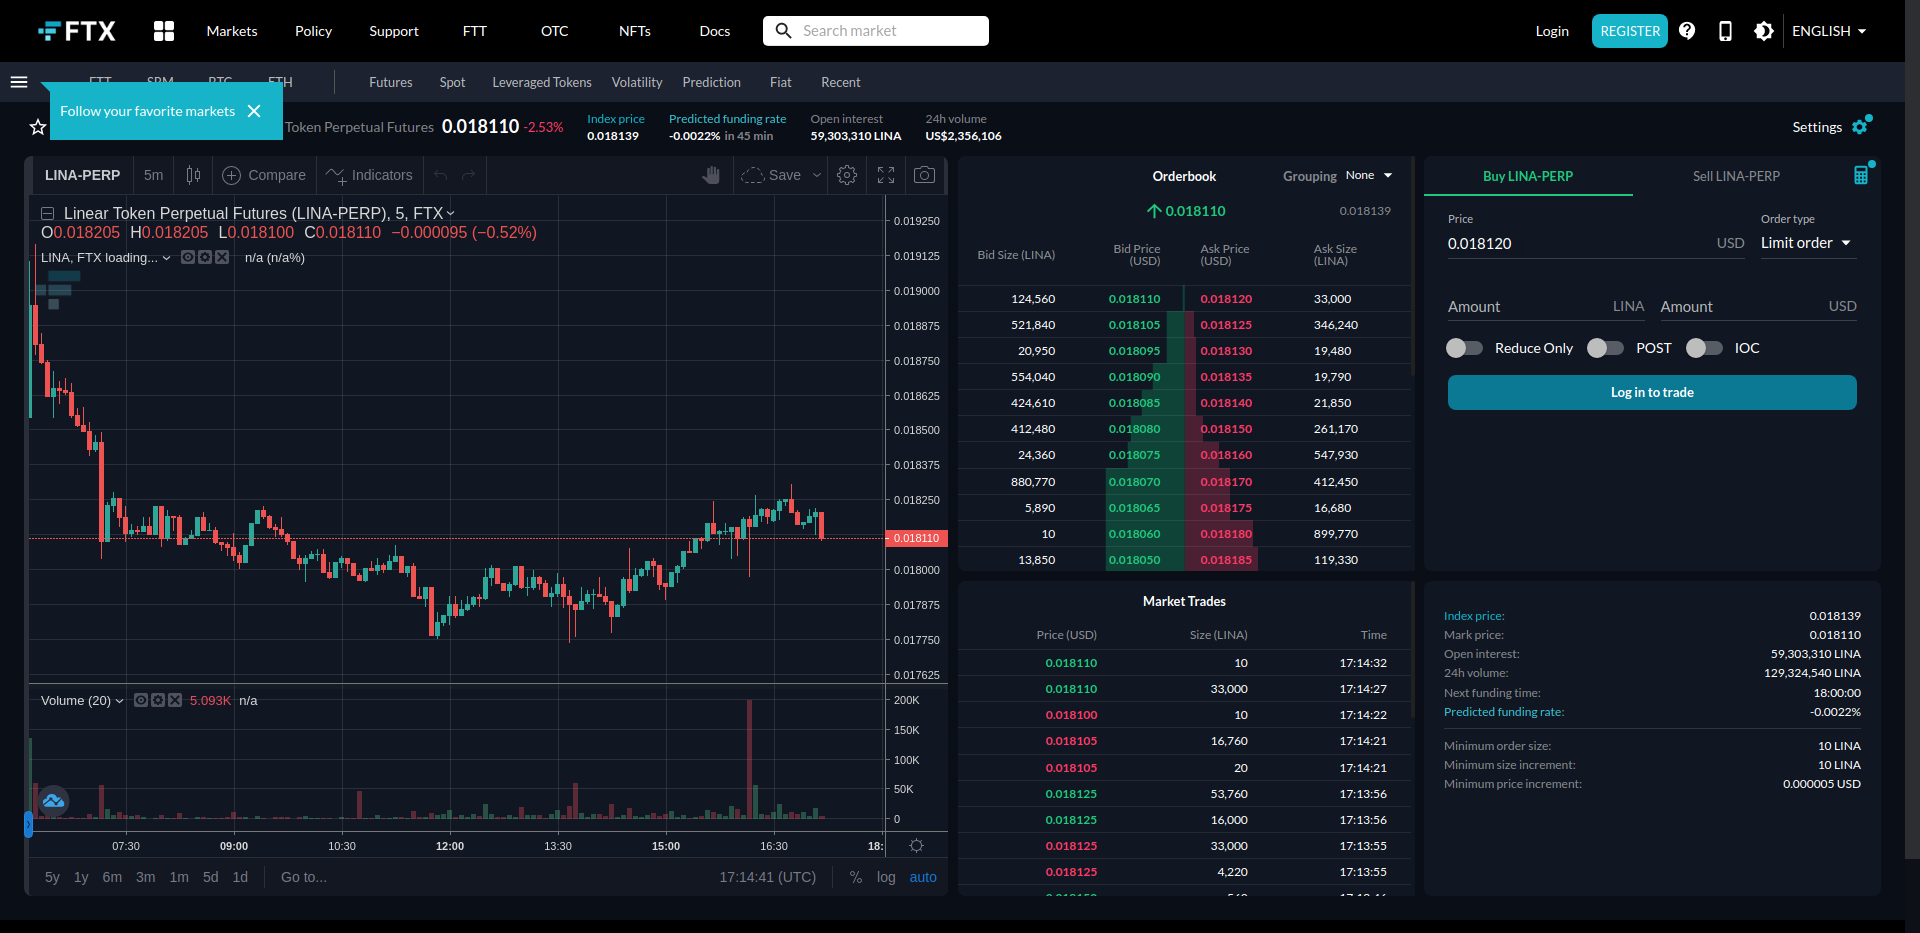 FTX
Markets
Policy
Support
FTT
OTC
NFTs
Docs
Search market
Login
REGISTER
ENGLISH
Futures
Spot
Leveraged Tokens
Volatility
Prediction
Fiat
Recent
Follow your favorite markets
Token Perpetual Futures 0.018110 -2.53%
Index price
0.018139
Predicted funding rate
-0.0022% in 45 min
Open interest
59,303,310 LINA
24h volume
US$2,356,106
Settings
LINA-PERP 5m Compare Indicators Save
Linear Token Perpetual Futures (LINA-PERP), 5, FTX
O0.018205 H0.018205 L0.018100 C0.018110 −0.000095 (−0.52%)
LINA, FTX loading... n/a (n/a%)
0.019250
0.019125
0.019000
0.018875
0.018750
0.018625
0.018500
0.018375
0.018250
0.018110
0.018000
0.017875
0.017750
0.017625
Volume (20) 5.093K n/a
200K
150K
100K
50K
0
07:30 09:00 10:30 12:00 13:30 15:00 16:30 18:
5y 1y 6m 3m 1m 5d 1d Go to... 17:14:41 (UTC) % log auto
Orderbook
Grouping None
0.018110 0.018139
Bid Size (LINA) Bid Price (USD) Ask Price (USD) Ask Size (LINA)
124,560 0.018110 0.018120 33,000
521,840 0.018105 0.018125 346,240
20,950 0.018095 0.018130 19,480
554,040 0.018090 0.018135 19,790
424,610 0.018085 0.018140 21,850
412,480 0.018080 0.018150 261,170
24,360 0.018075 0.018160 547,930
880,770 0.018070 0.018170 412,450
5,890 0.018065 0.018175 16,680
10 0.018060 0.018180 899,770
13,850 0.018050 0.018185 119,330
Market Trades
Price (USD) Size (LINA) Time
0.018110 10 17:14:32
0.018110 33,000 17:14:27
0.018100 10 17:14:22
0.018105 16,760 17:14:21
0.018105 20 17:14:21
0.018125 53,760 17:13:56
0.018125 16,000 17:13:56
0.018125 33,000 17:13:55
0.018125 4,220 17:13:55
Buy LINA-PERP
Sell LINA-PERP
Price
0.018120 USD
Order type
Limit order
Amount LINA
Amount USD
Reduce Only
POST
IOC
Log in to trade
Index price: 0.018139
Mark price: 0.018110
Open interest: 59,303,310 LINA
24h volume: 129,324,540 LINA
Next funding time: 18:00:00
Predicted funding rate: -0.0022%
Minimum order size: 10 LINA
Minimum size increment: 10 LINA
Minimum price increment: 0.000005 USD